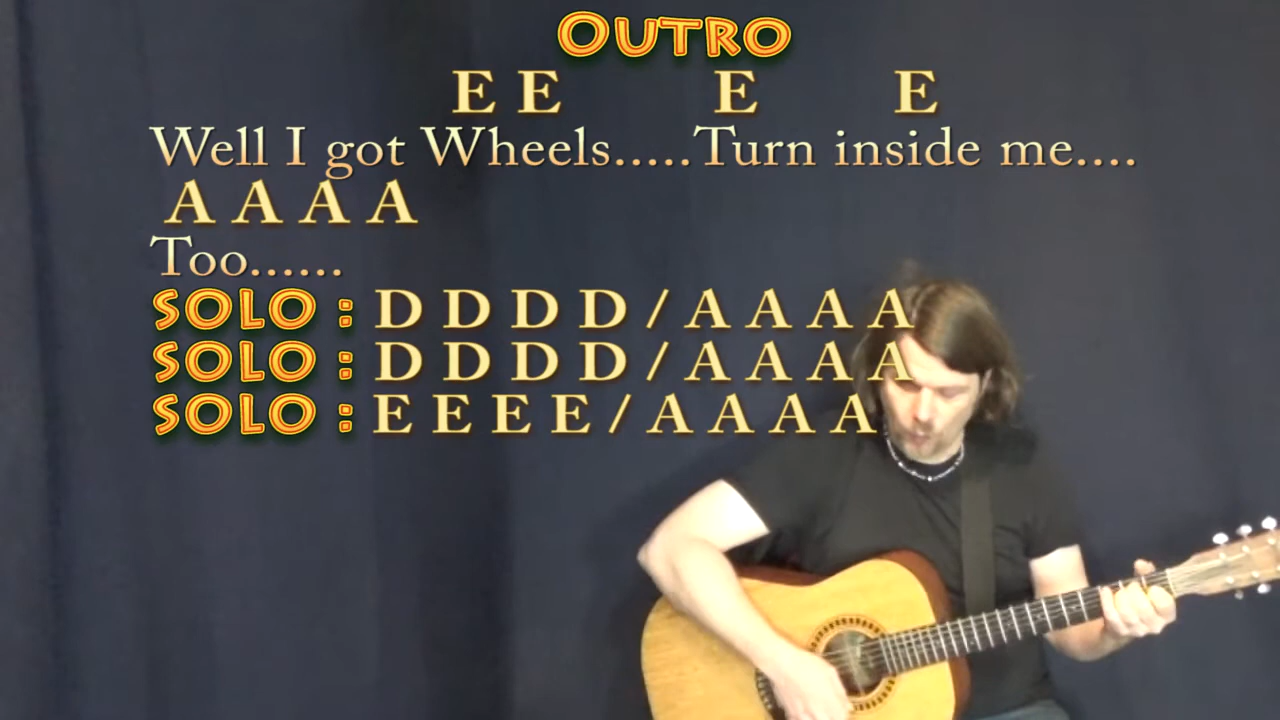 OUTRO
E E E E
Well I got Wheels.....Turn inside me....
A A A A
Too......
SOLO : D D D D / A A A A
SOLO : D D D D / A A A A
SOLO : E E E E / A A A A